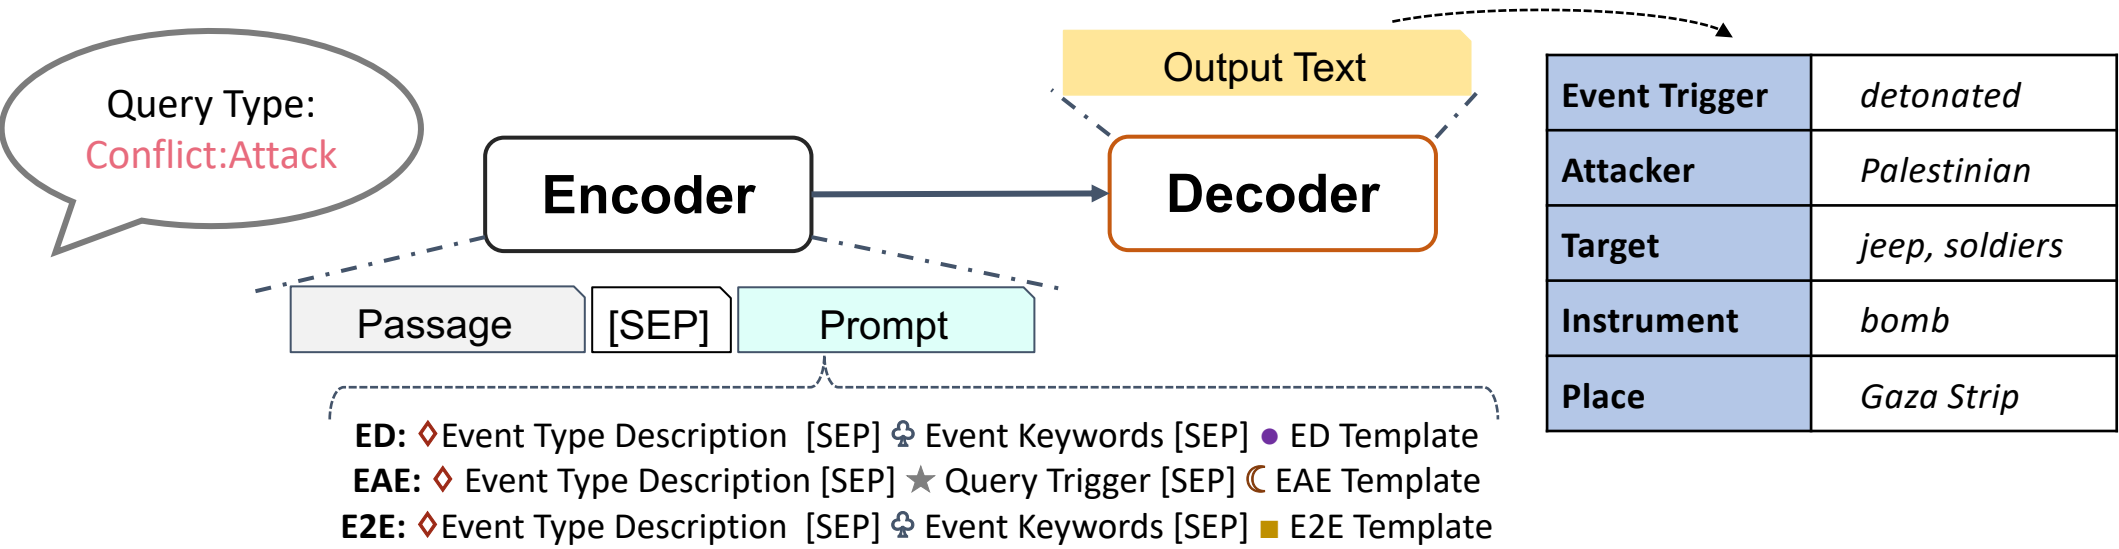 Query Type:
Conflict:Attack
Output Text
Encoder
Decoder
Passage
[SEP]
Prompt
ED: Event Type Description [SEP] Event Keywords [SEP] ED Template
EAE: Event Type Description [SEP] Query Trigger [SEP] EAE Template
E2E: Event Type Description [SEP] Event Keywords [SEP] E2E Template
Event Trigger detonated
Attacker Palestinian
Target jeep, soldiers
Instrument bomb
Place Gaza Strip